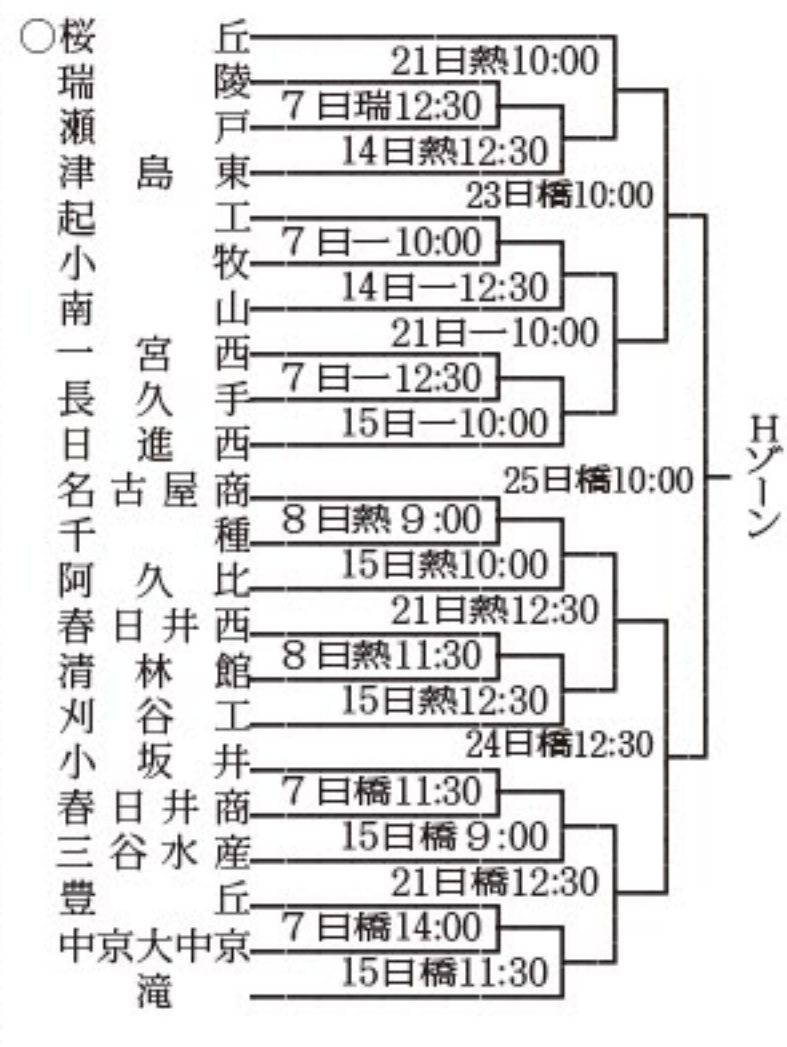 〇桜丘
21日熱10:00
瑞陵
7日瑞12:30
瀬戸
14日熱12:30
津島東
23日橋10:00
起工
7日一10:00
小牧
14日一12:30
南山
21日一10:00
一宮西
7日一12:30
長久手
15日一10:00
日進西
25日橋10:00
Hゾーン
名古屋商
8日熱9:00
千種
15日熱10:00
阿久比
21日熱12:30
春日井西
8日熱11:30
清林館
15日熱12:30
刈谷工
24日橋12:30
小坂井
7日橋11:30
春日井商
15日橋9:00
三谷水産
21日橋12:30
豊丘
7日橋14:00
中京大中京
15日橋11:30
滝